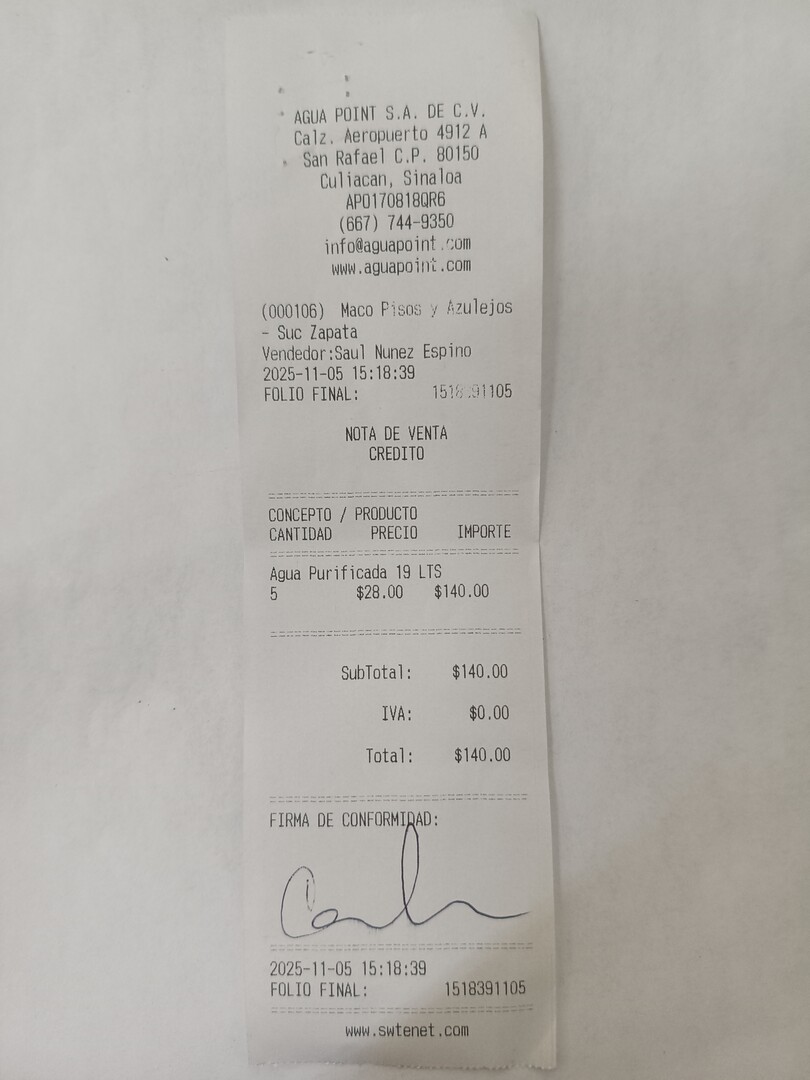 AGUA POINT S.A. DE C.V.
Calz. Aeropuerto 4912 A
San Rafael C.P. 80150
Culiacan, Sinaloa
APO170818QR6
(667) 744-9350
info@aguapoint.com
www.aguapoint.com
(000106) Maco Pisos y Azulejos
- Suc Zapata
Vendedor:Saul Nunez Espino
2025-11-05 15:18:39
FOLIO FINAL: 1518391105
NOTA DE VENTA
CREDITO
CONCEPTO / PRODUCTO
CANTIDAD PRECIO IMPORTE
Agua Purificada 19 LTS
5 $28.00 $140.00
SubTotal: $140.00
IVA: $0.00
Total: $140.00
FIRMA DE CONFORMIDAD:
2025-11-05 15:18:39
FOLIO FINAL: 1518391105
www.swtenet.com